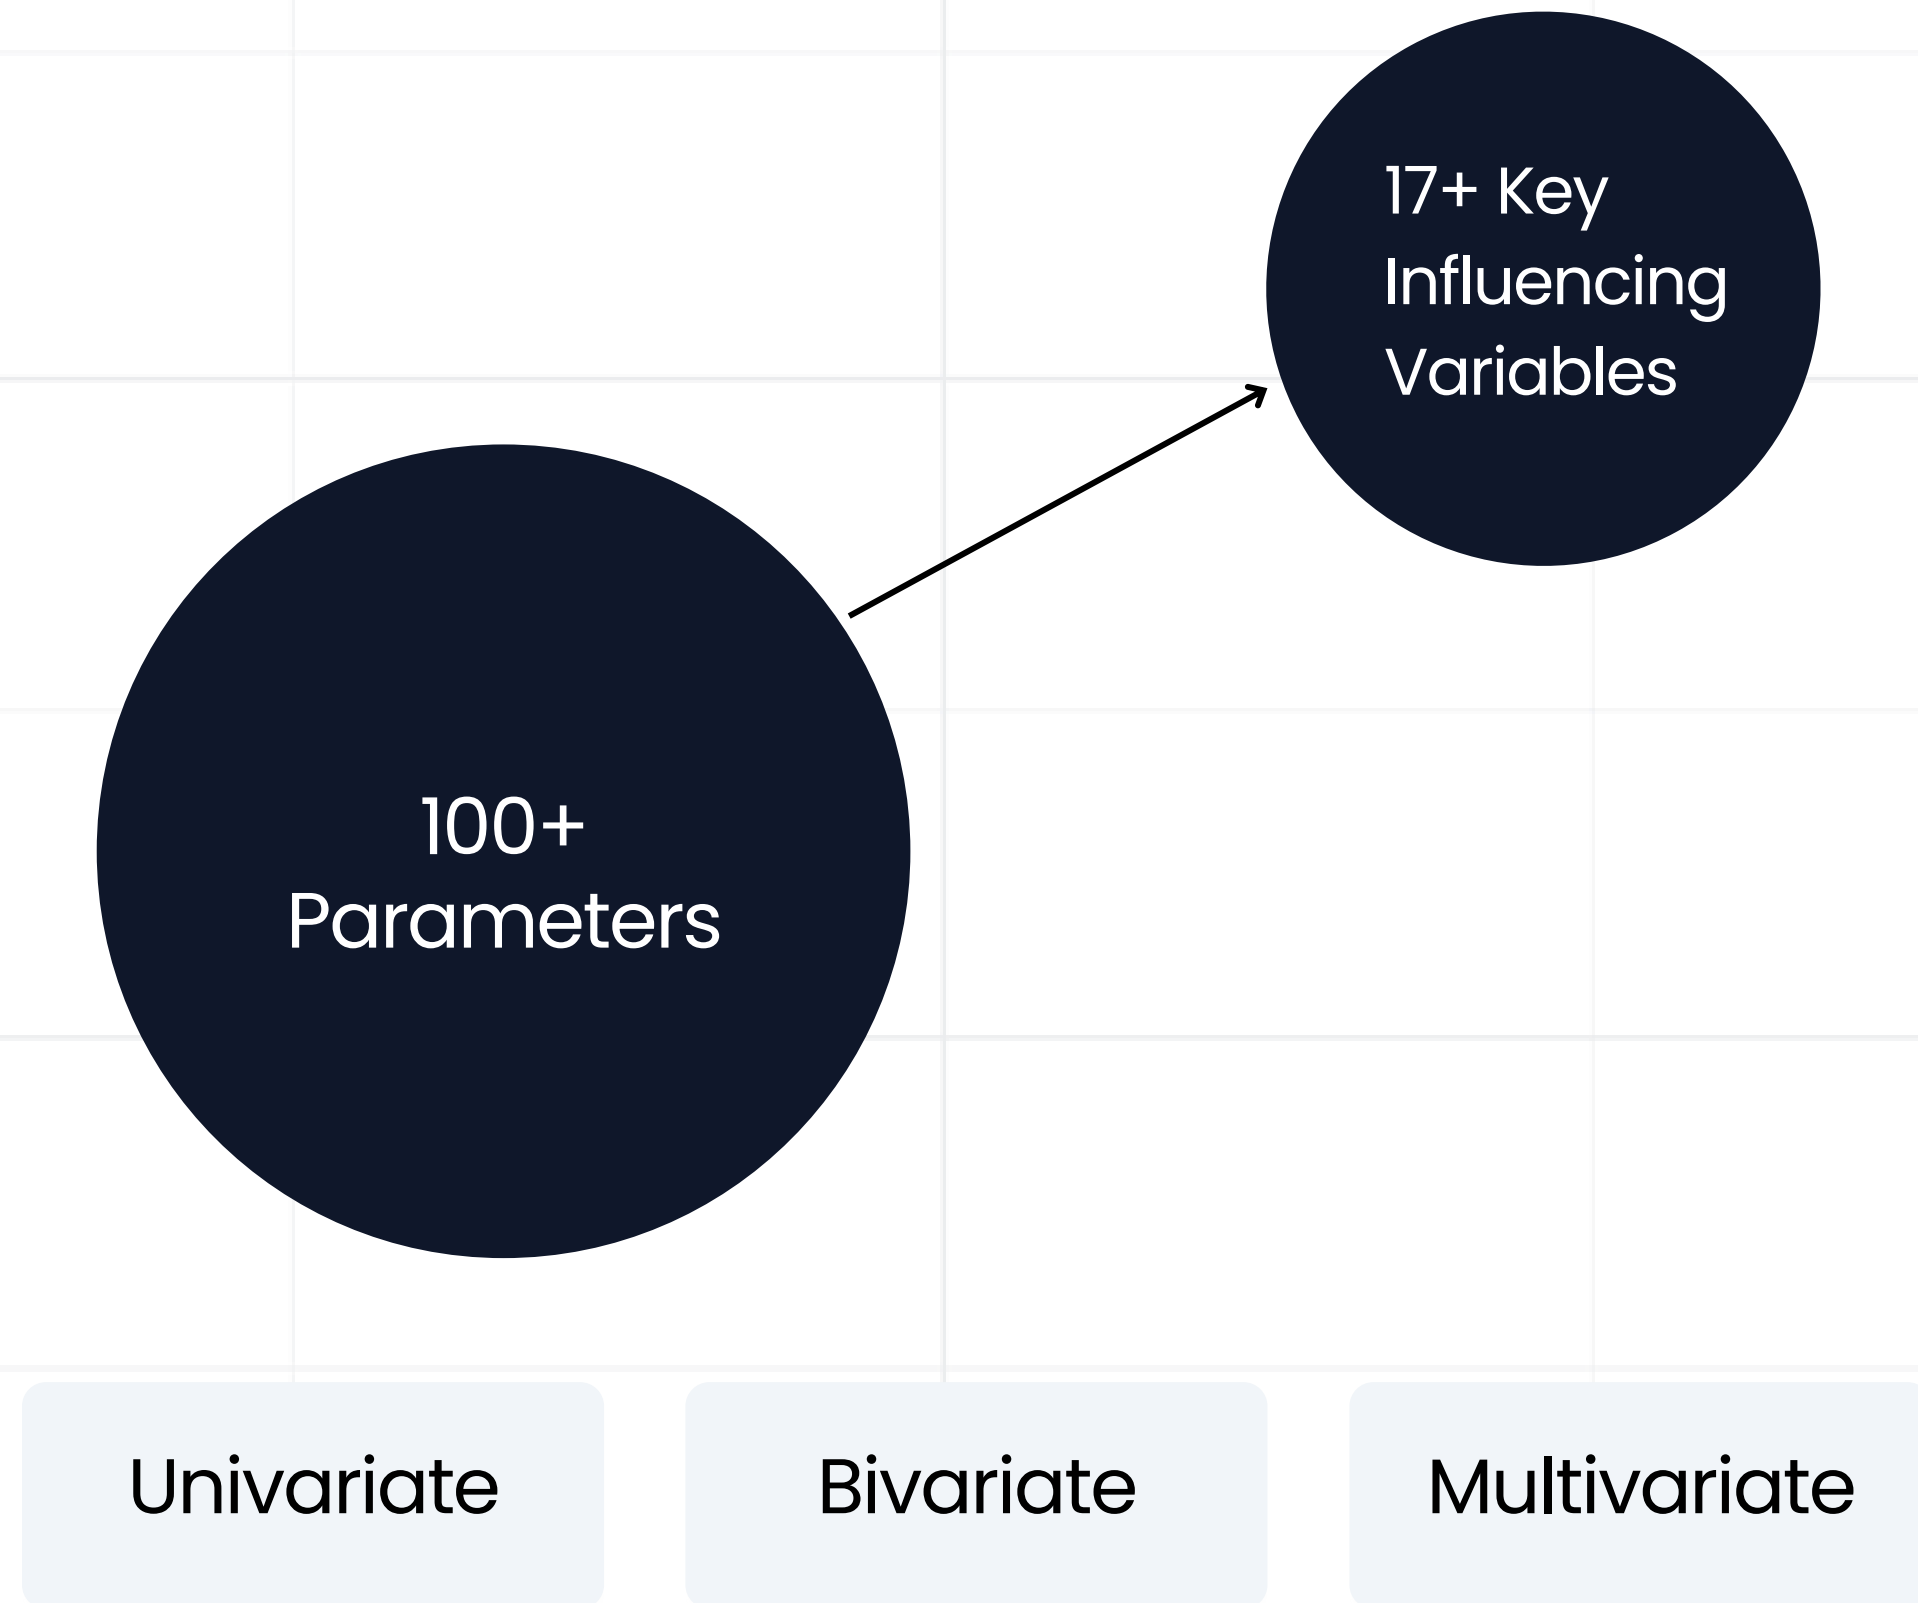 17+ Key
Influencing
Variables
100+
Parameters
Univariate
Bivariate
Multivariate